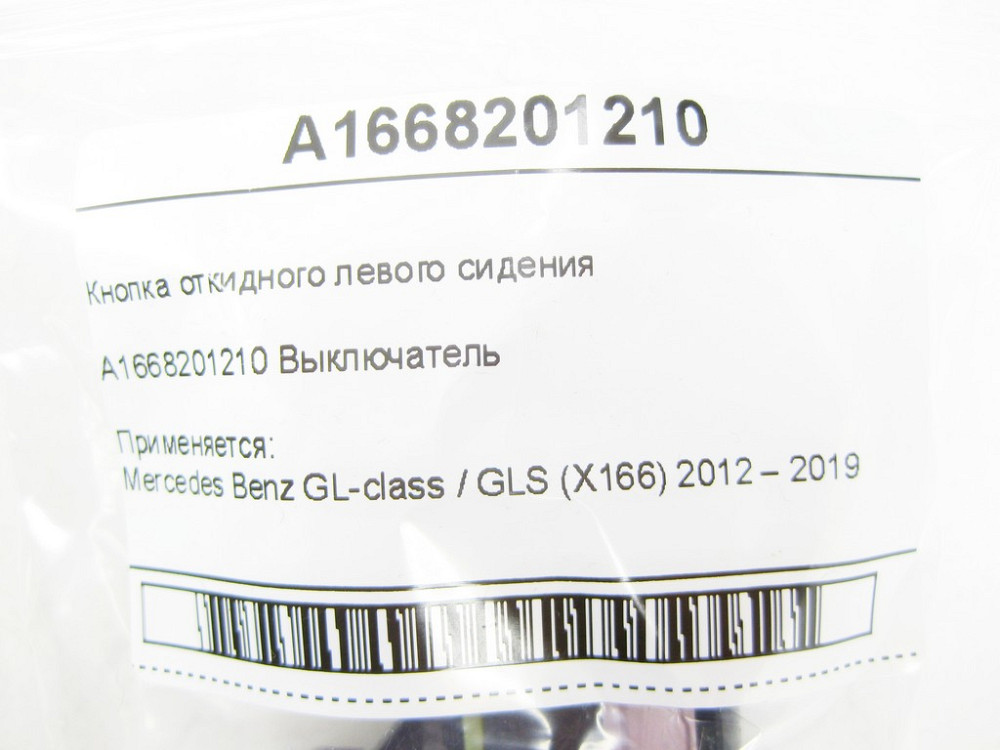 A1668201210
Кнопка откидного левого сидения
A1668201210 Выключатель
Применяется:
Mercedes Benz GL-class / GLS (X166) 2012 – 2019